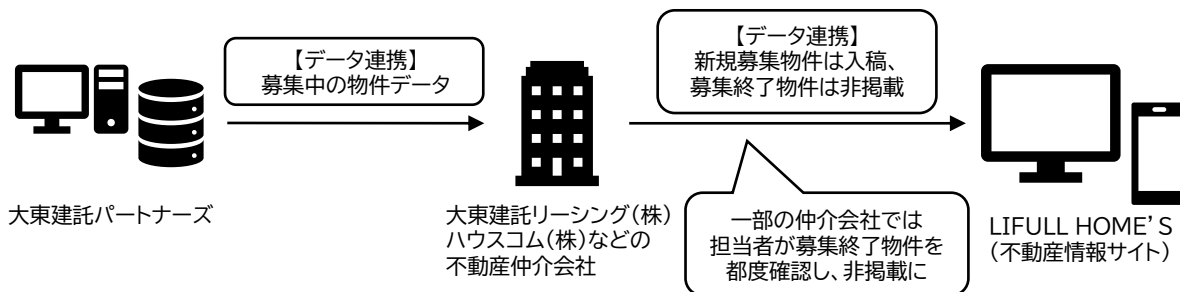 【データ連携】
募集中の物件データ
【データ連携】
新規募集物件は入稿、
募集終了物件は非掲載
大東建託パートナーズ
大東建託リーシング(株)
ハウスコム(株)などの
不動産仲介会社
一部の仲介会社では
担当者が募集終了物件を
都度確認し、非掲載に
LIFULL HOME'S
(不動産情報サイト)